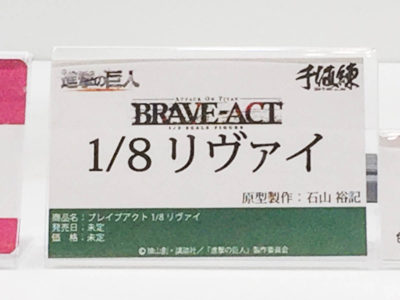 進撃の巨人
千値練
ATTACK ON TITAN
BRAVE-ACT
1/8 SCALE FIGURE
1/8 リヴァイ
原型製作：石山 裕記
商品名：ブレイブアクト 1/8 リヴァイ
発売日：未定
価 格：未定
©諫山創・講談社／「進撃の巨人」製作委員会